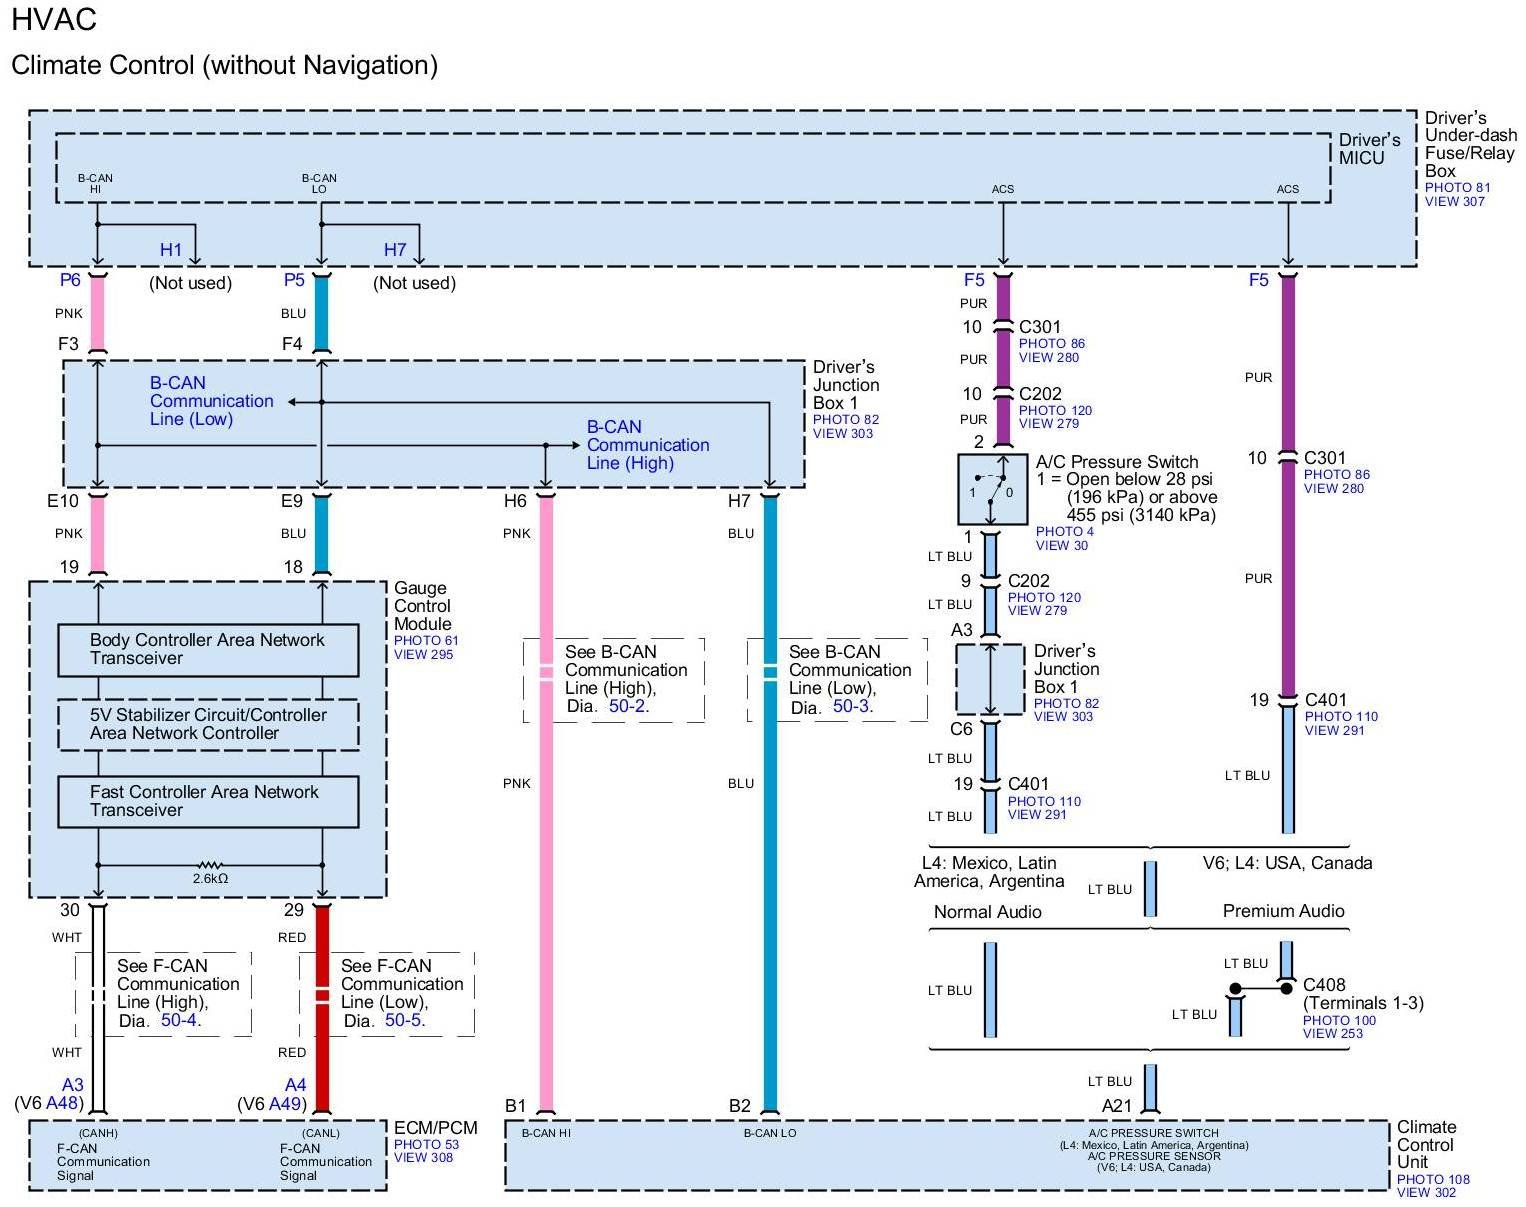 HVAC
Climate Control (without Navigation)
Driver's
Under-dash
Fuse/Relay
Box
PHOTO 81
VIEW 307
Driver's
MICU
B-CAN
HI
B-CAN
LO
ACS
ACS
H1
H7
P6
(Not used)
P5
(Not used)
F5
F5
PNK
BLU
PUR
10
C301
PHOTO 86
VIEW 280
F3
F4
PUR
PUR
10
C202
PHOTO 120
VIEW 279
PUR
2
B-CAN
Communication
Line (Low)
B-CAN
Communication
Line (High)
Driver's
Junction
Box 1
PHOTO 82
VIEW 303
A/C Pressure Switch
1 = Open below 28 psi
(196 kPa) or above
455 psi (3140 kPa)
PHOTO 4
VIEW 30
1
0
10
C301
PHOTO 86
VIEW 280
E10
E9
H6
H7
PNK
BLU
PNK
BLU
1
LT BLU
19
18
9
C202
PHOTO 120
VIEW 279
PUR
LT BLU
A3
Gauge
Control
Module
PHOTO 61
VIEW 295
Body Controller Area Network
Transceiver
5V Stabilizer Circuit/Controller
Area Network Controller
Fast Controller Area Network
Transceiver
2.6kΩ
See B-CAN
Communication
Line (High),
Dia. 50-2.
See B-CAN
Communication
Line (Low),
Dia. 50-3.
Driver's
Junction
Box 1
PHOTO 82
VIEW 303
19
C401
PHOTO 110
VIEW 291
C6
LT BLU
PNK
BLU
19
C401
PHOTO 110
VIEW 291
LT BLU
LT BLU
L4: Mexico, Latin
America, Argentina
V6; L4: USA, Canada
LT BLU
Normal Audio
Premium Audio
30
29
WHT
RED
See F-CAN
Communication
Line (High),
Dia. 50-4.
See F-CAN
Communication
Line (Low),
Dia. 50-5.
LT BLU
LT BLU
C408
(Terminals 1-3)
PHOTO 100
VIEW 253
LT BLU
WHT
RED
A3
(V6 A48)
A4
(V6 A49)
B1
B2
LT BLU
A21
(CANH)
F-CAN
Communication
Signal
(CANL)
F-CAN
Communication
Signal
ECM/PCM
PHOTO 53
VIEW 308
B-CAN HI
B-CAN LO
A/C PRESSURE SWITCH
(L4: Mexico, Latin America, Argentina)
A/C PRESSURE SENSOR
(V6; L4: USA, Canada)
Climate
Control
Unit
PHOTO 108
VIEW 302